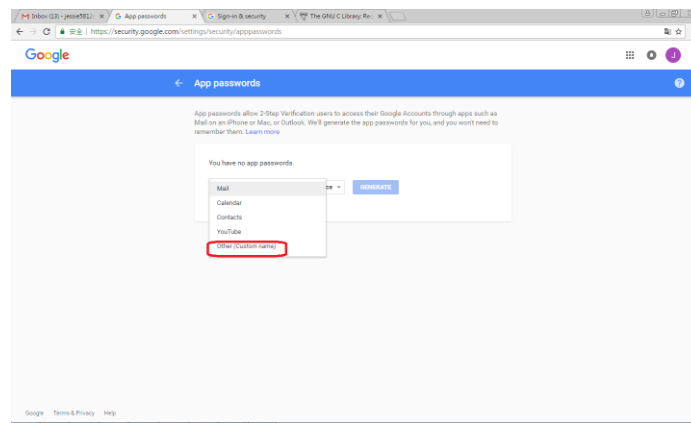 Inbox (13) - jessie5812
App passwords
Sign-in & security
The GNU C Library: Re
安全 | https://security.google.com/settings/security/apppasswords
Google
J
App passwords
App passwords allow 2-Step Verification users to access their Google Accounts through apps such as
Mail on an iPhone or Mac, or Outlook. We'll generate the app passwords for you, and you won't need to
remember them. Learn more
You have no app passwords.
Mail
GENERATE
Calendar
Contacts
YouTube
Other (Custom name)
Google Terms & Privacy Help